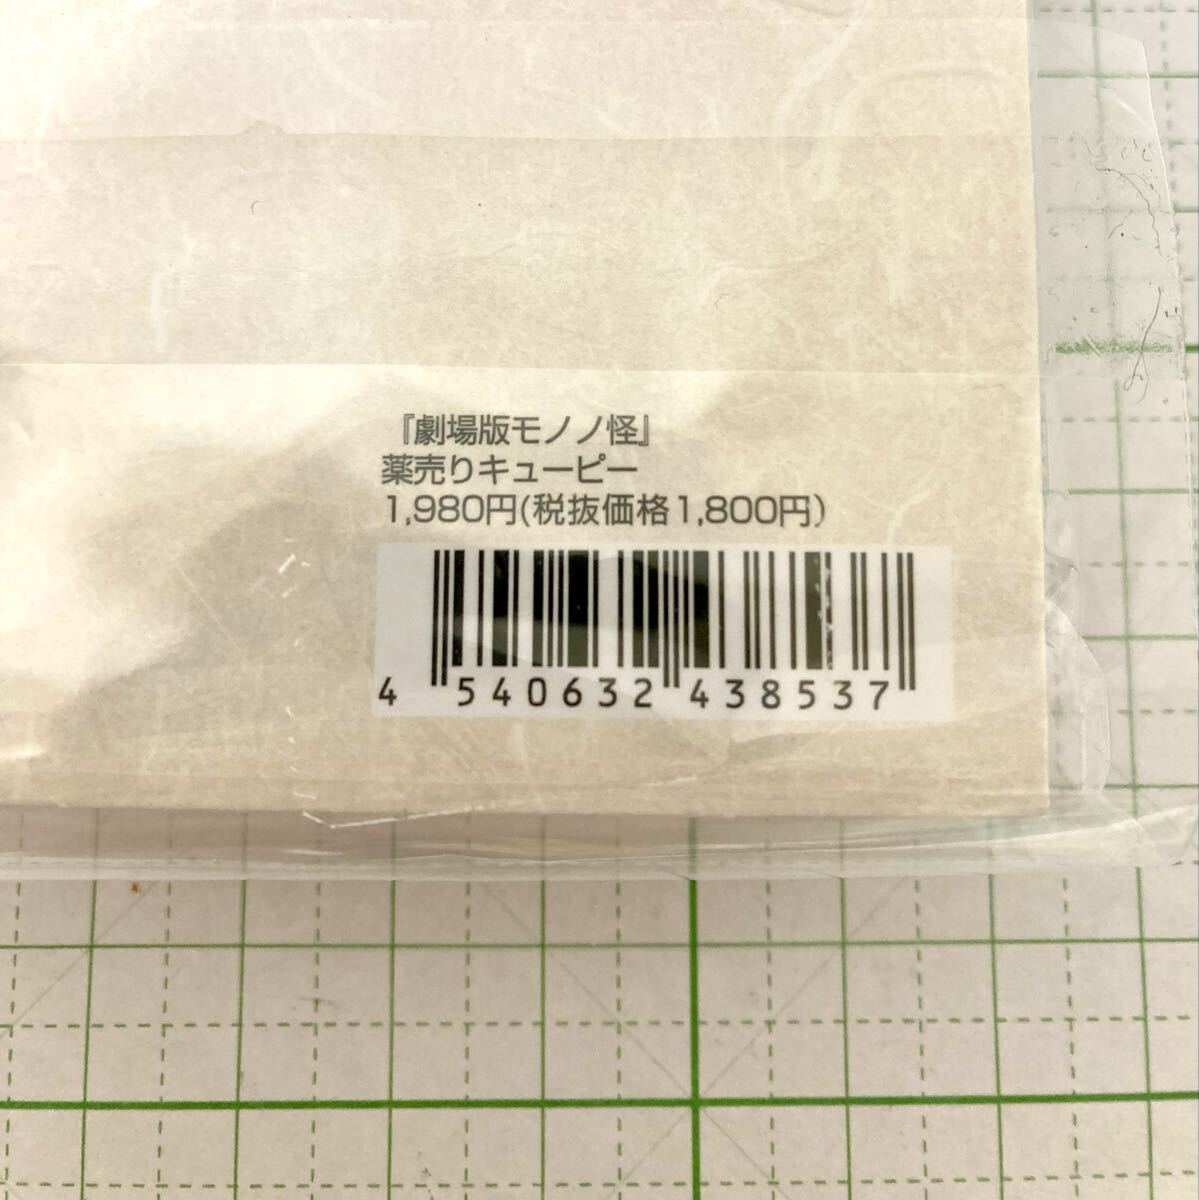 『劇場版モノノ怪』
薬売りキューピー
1,980円(税抜価格1,800円)
4 540632 438537